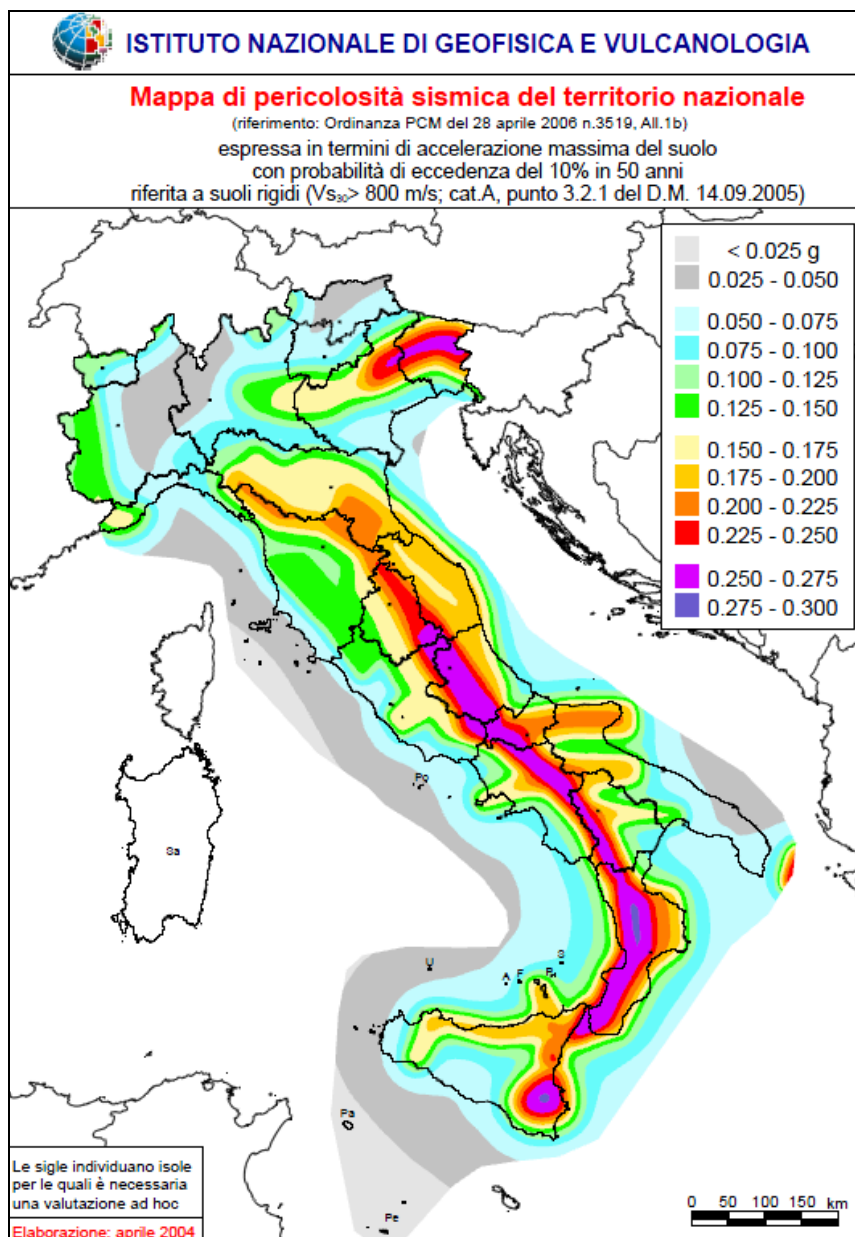 ISTITUTO NAZIONALE DI GEOFISICA E VULCANOLOGIA
Mappa di pericolosità sismica del territorio nazionale
(riferimento: Ordinanza PCM del 28 aprile 2006 n.3519, All.1b)
espressa in termini di accelerazione massima del suolo
con probabilità di eccedenza del 10% in 50 anni
riferita a suoli rigidi (Vs₃₀> 800 m/s; cat.A, punto 3.2.1 del D.M. 14.09.2005)
< 0.025 g
0.025 - 0.050
0.050 - 0.075
0.075 - 0.100
0.100 - 0.125
0.125 - 0.150
0.150 - 0.175
0.175 - 0.200
0.200 - 0.225
0.225 - 0.250
0.250 - 0.275
0.275 - 0.300
Po
Sa
S
U
A
F
Pa
Pe
Le sigle individuano isole
per le quali è necessaria
una valutazione ad hoc
Elaborazione: aprile 2004
0 50 100 150 km